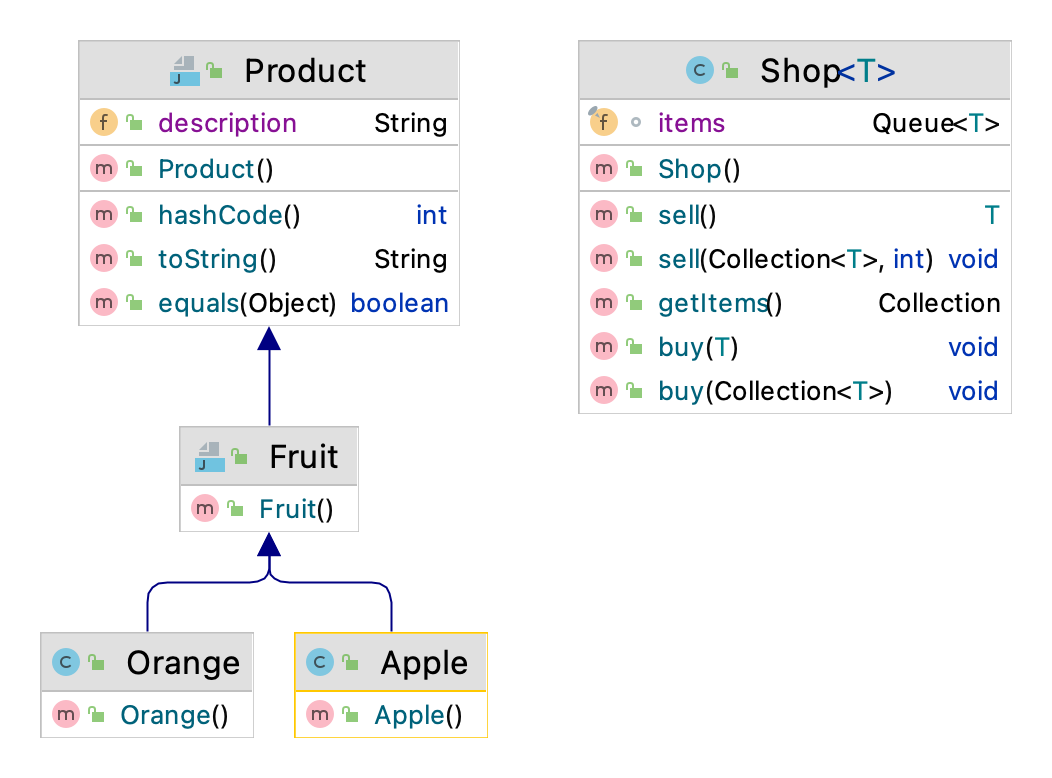 J Product
f description String
m Product()
m hashCode() int
m toString() String
m equals(Object) boolean
C Shop<T>
f items Queue<T>
m Shop()
m sell() T
m sell(Collection<T>, int) void
m getItems() Collection
m buy(T) void
m buy(Collection<T>) void
J Fruit
m Fruit()
C Orange
m Orange()
C Apple
m Apple()